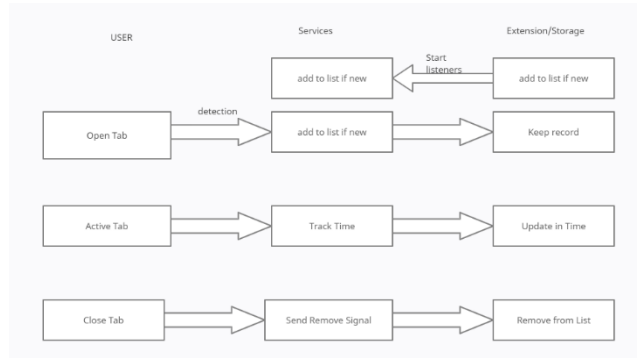 USER
Services
Extension/Storage
add to list if new
Start
listeners
add to list if new
Open Tab
detection
add to list if new
Keep record
Active Tab
Track Time
Update in Time
Close Tab
Send Remove Signal
Remove from List